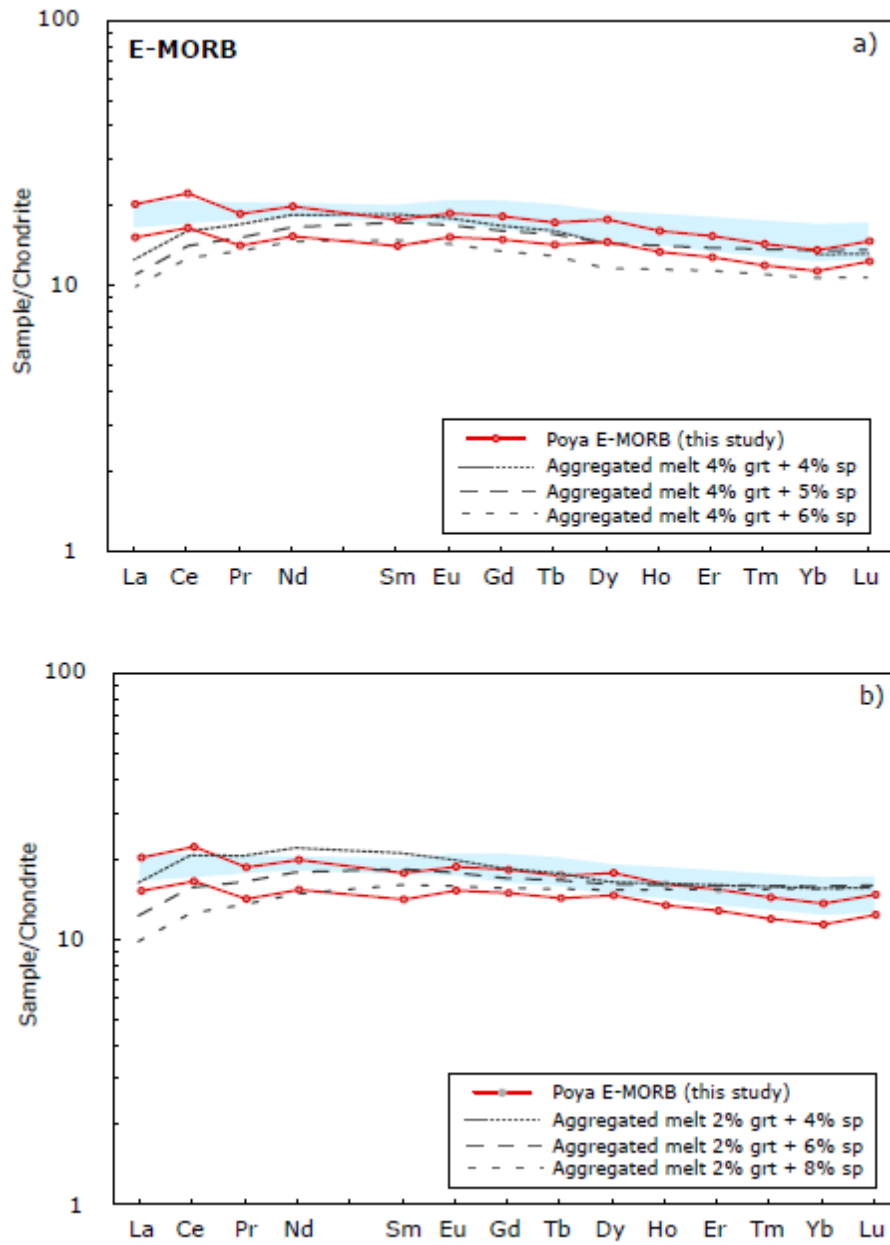 100
E-MORB
a)
Sample/Chondrite
10
Poya E-MORB (this study)
Aggregated melt 4% grt + 4% sp
Aggregated melt 4% grt + 5% sp
Aggregated melt 4% grt + 6% sp
1
La Ce Pr Nd Sm Eu Gd Tb Dy Ho Er Tm Yb Lu
100
b)
Sample/Chondrite
10
Poya E-MORB (this study)
Aggregated melt 2% grt + 4% sp
Aggregated melt 2% grt + 6% sp
Aggregated melt 2% grt + 8% sp
1
La Ce Pr Nd Sm Eu Gd Tb Dy Ho Er Tm Yb Lu